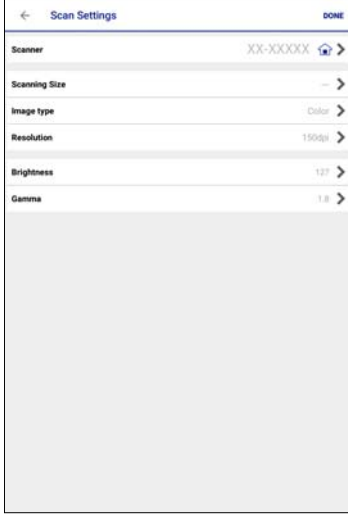 Scan Settings DONE
Scanner XX-XXXXX
Scanning Size --
Image type Color
Resolution 150dpi
Brightness 127
Gamma 1.8